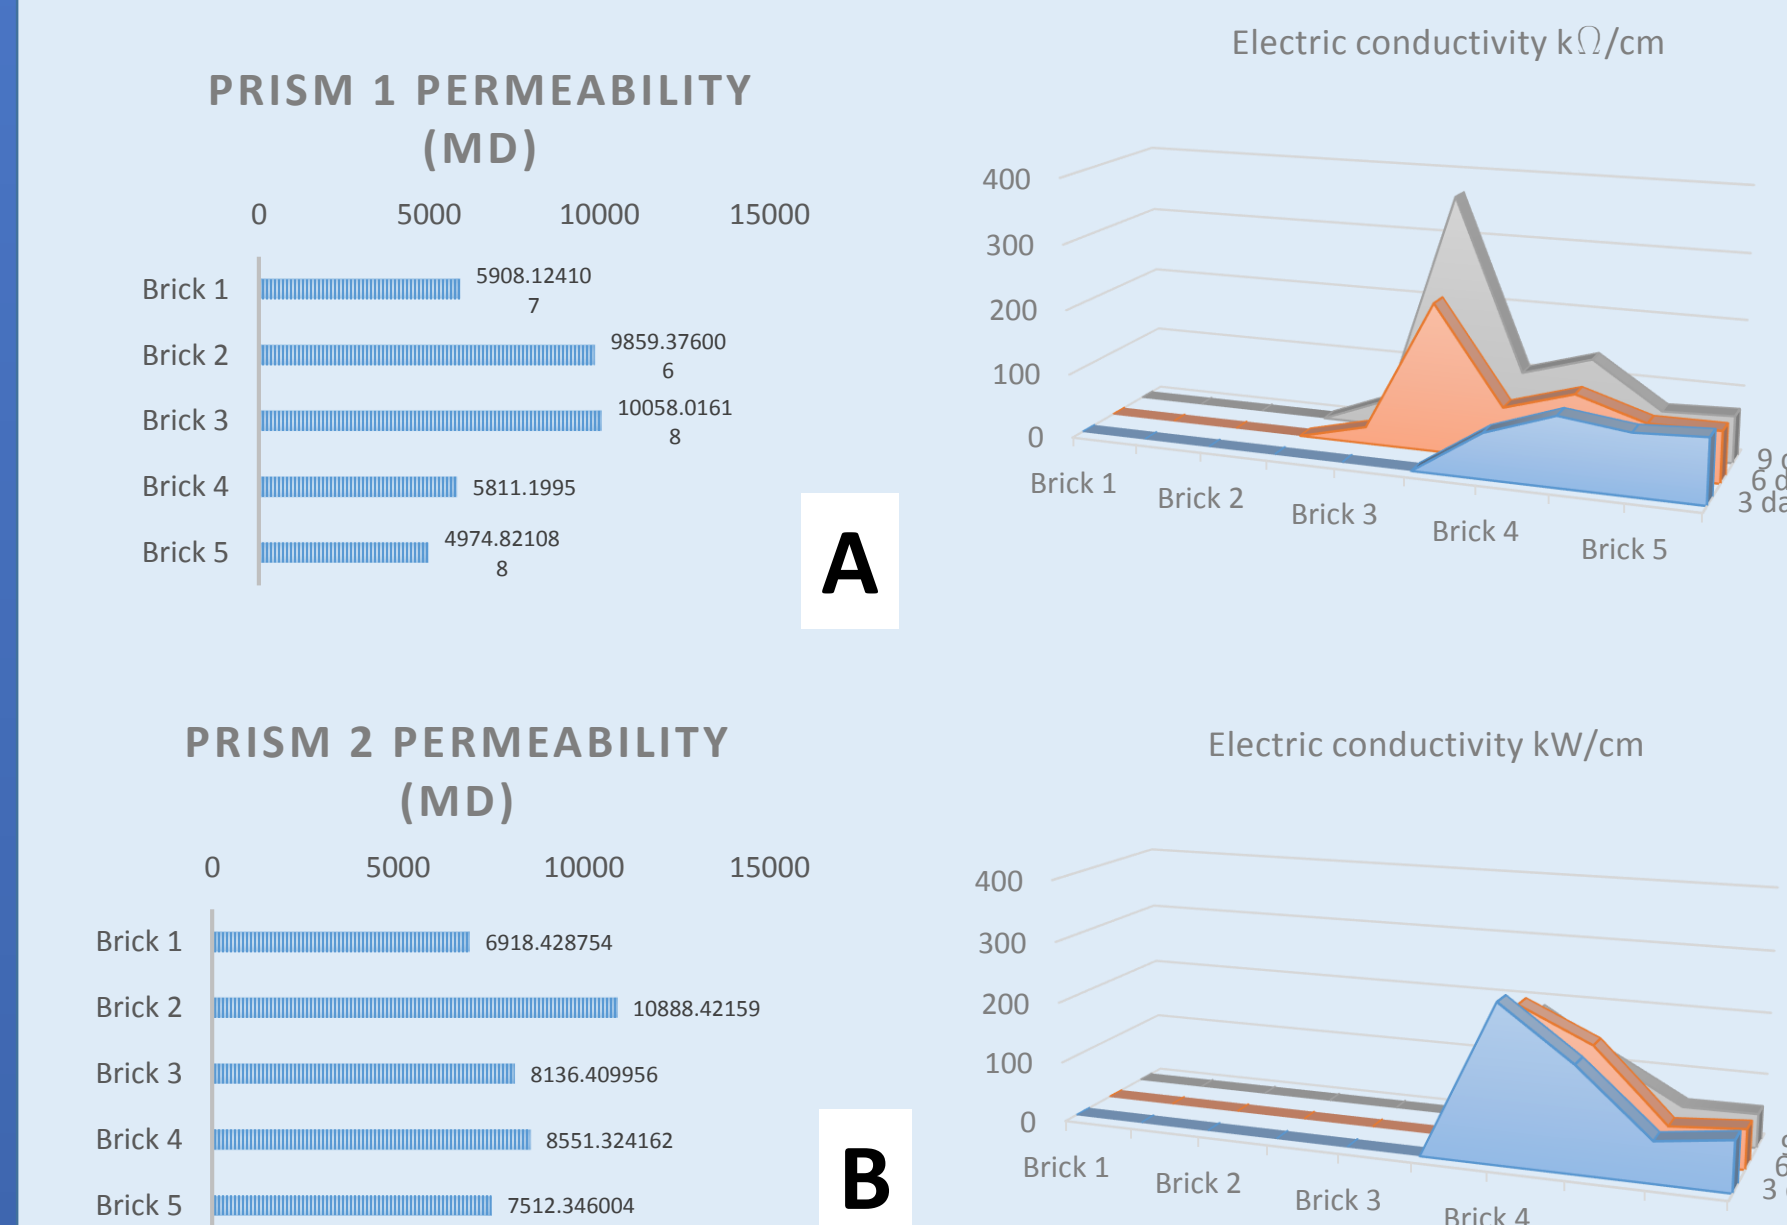 PRISM 1 PERMEABILITY
(MD)
0 5000 10000 15000
Brick 1 5908.12410
7
Brick 2 9859.37600
6
Brick 3 10058.0161
8
Brick 4 5811.1995
Brick 5 4974.82108
8
A
Electric conductivity kΩ/cm
400
300
200
100
0
Brick 1
Brick 2
Brick 3
Brick 4
Brick 5
9
6
3
PRISM 2 PERMEABILITY
(MD)
0 5000 10000 15000
Brick 1 6918.428754
Brick 2 10888.42159
Brick 3 8136.409956
Brick 4 8551.324162
Brick 5 7512.346004
B
Electric conductivity kW/cm
400
300
200
100
0
Brick 1
Brick 2
Brick 3
Brick 4
6
3